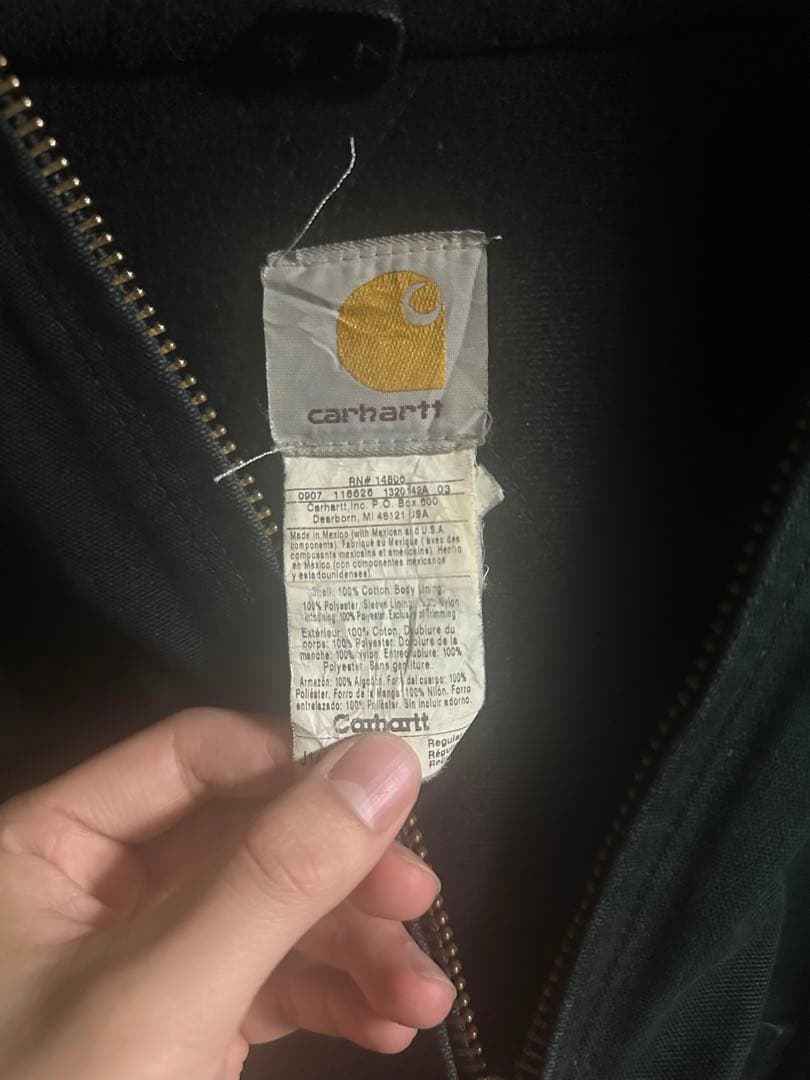 carhartt
RN# 14806
0907 116626 1320142A 03
Carhartt, Inc. P.O. Box 600
Dearborn, MI 48121 USA
Made in Mexico (with Mexican and U.S.A.
components). Fabriqué au Mexique (avec des
composants mexicains et américains). Hecho
en México (con componentes mexicanos
y estadounidenses).
Shell: 100% Cotton. Body Lining:
100% Polyester. Sleeve Lining: 100% Nylon
100% Polyester. Exclusive of Trimming
Extérieur: 100% Coton. Doublure du
corps: 100% Polyester. Doublure de la
manche: 100% nylon. Entredoublure: 100%
Polyester. Sans garniture.
Armazón: 100% Algodón. Forro del cuerpo: 100%
Poliéster. Forro de la Manga: 100% Nilón. Forro
entrelazado: 100% Poliéster. Sin incluir adorno.
Carhartt
Regular